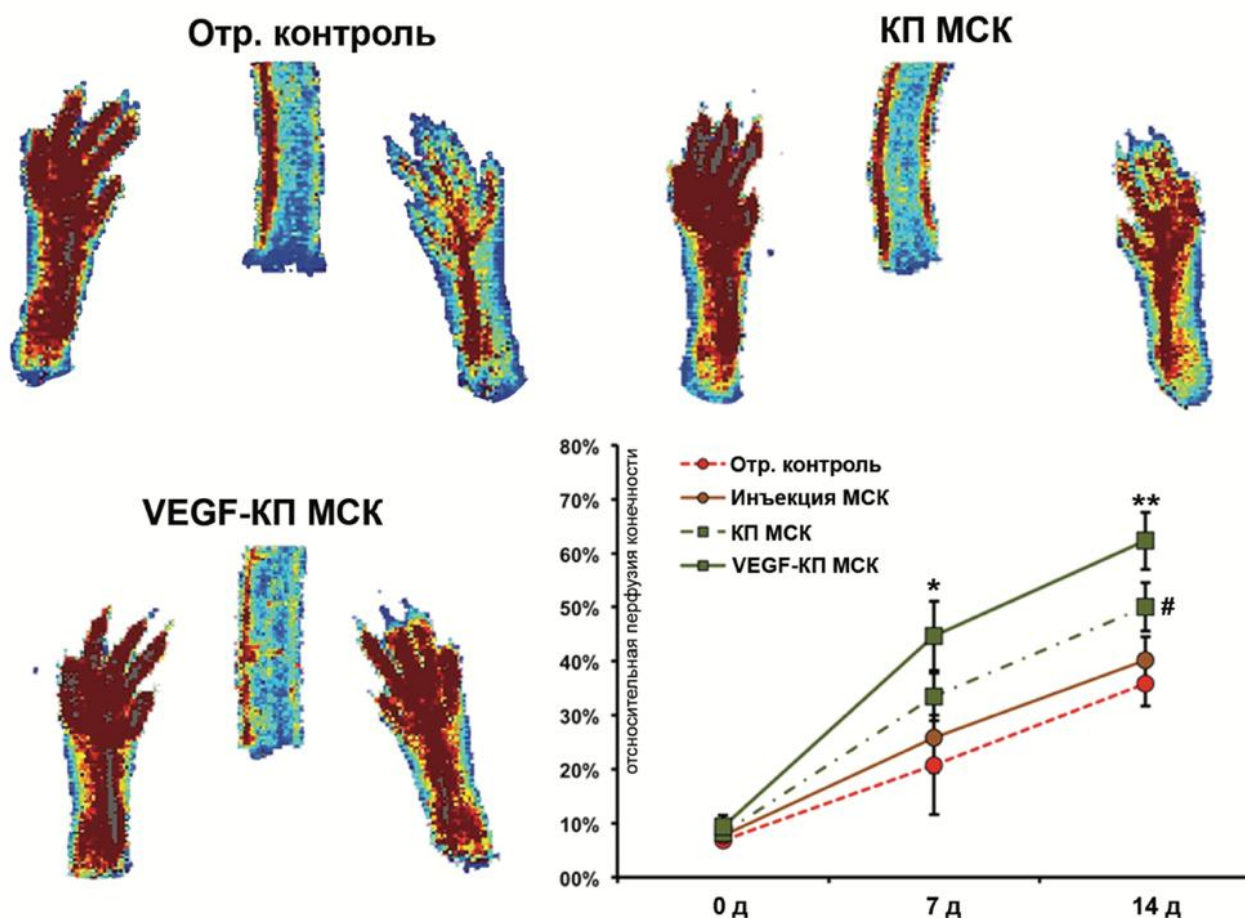 Отр. контроль
КП МСК
VEGF-КП МСК
80%
70%
60%
50%
40%
30%
20%
10%
00%
отсносительная перфузия конечности
Отр. контроль
Инъекция МСК
КП МСК
VEGF-КП МСК
*
**
#
0 д
7 д
14 д